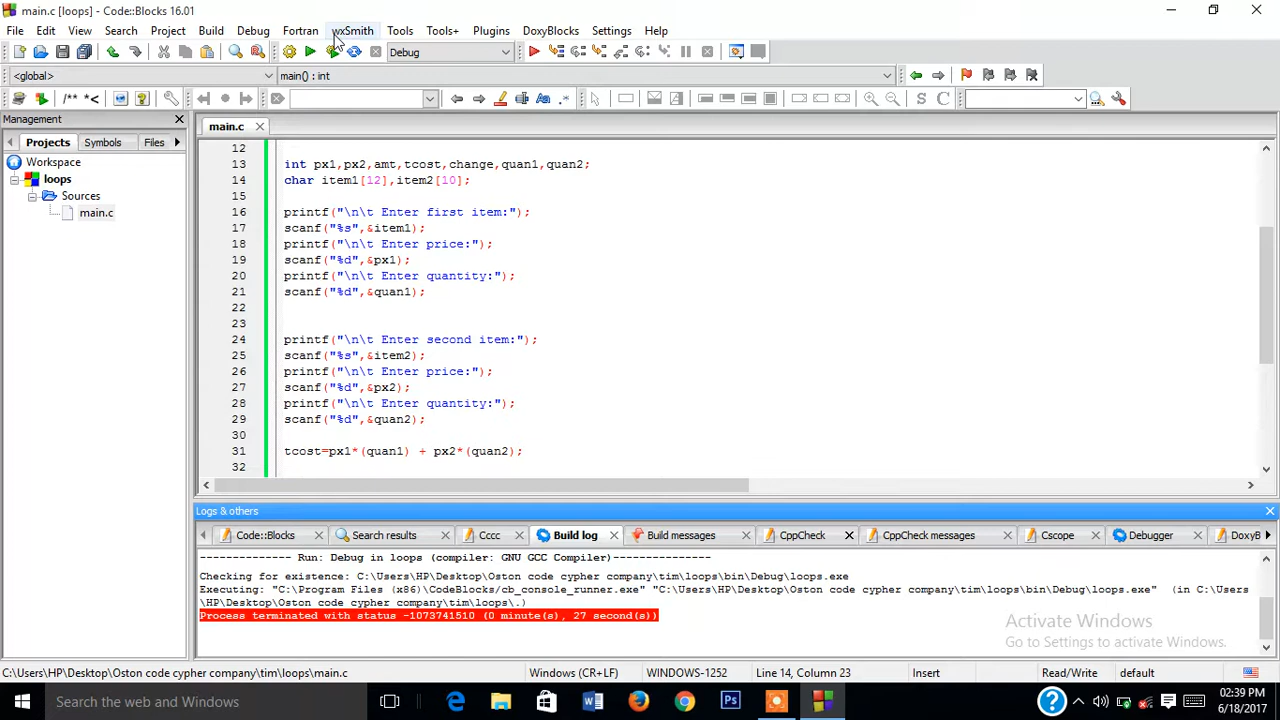 main.c [loops] - Code::Blocks 16.01
File Edit View Search Project Build Debug Fortran wxSmith Tools Tools+ Plugins DoxyBlocks Settings Help
Debug
<global> main() : int
/** *<
.*
S C
Management
Projects Symbols Files
Workspace
loops
Sources
main.c
main.c
12
13 int px1,px2,amt,tcost,change,quan1,quan2;
14 char item1[12],item2[10];
15
16 printf("\n\t Enter first item:");
17 scanf("%s",&item1);
18 printf("\n\t Enter price:");
19 scanf("%d",&px1);
20 printf("\n\t Enter quantity:");
21 scanf("%d",&quan1);
22
23
24 printf("\n\t Enter second item:");
25 scanf("%s",&item2);
26 printf("\n\t Enter price:");
27 scanf("%d",&px2);
28 printf("\n\t Enter quantity:");
29 scanf("%d",&quan2);
30
31 tcost=px1*(quan1) + px2*(quan2);
32
Logs & others
Code::Blocks Search results Cccc Build log Build messages CppCheck CppCheck messages Cscope Debugger DoxyB
-------------- Run: Debug in loops (compiler: GNU GCC Compiler)---------------
Checking for existence: C:\Users\HP\Desktop\Oston code cypher company\tim\loops\bin\Debug\loops.exe
Executing: "C:\Program Files (x86)\CodeBlocks/cb_console_runner.exe" "C:\Users\HP\Desktop\Oston code cypher company\tim\loops\bin\Debug\loops.exe" (in C:\Users
\HP\Desktop\Oston code cypher company\tim\loops\.)
Process terminated with status -1073741510 (0 minute(s), 27 second(s))
Activate Windows
Go to Settings to activate Windows.
C:\Users\HP\Desktop\Oston code cypher company\tim\loops\main.c Windows (CR+LF) WINDOWS-1252 Line 14, Column 23 Insert Read/Write default
Search the web and Windows
02:39 PM
6/18/2017